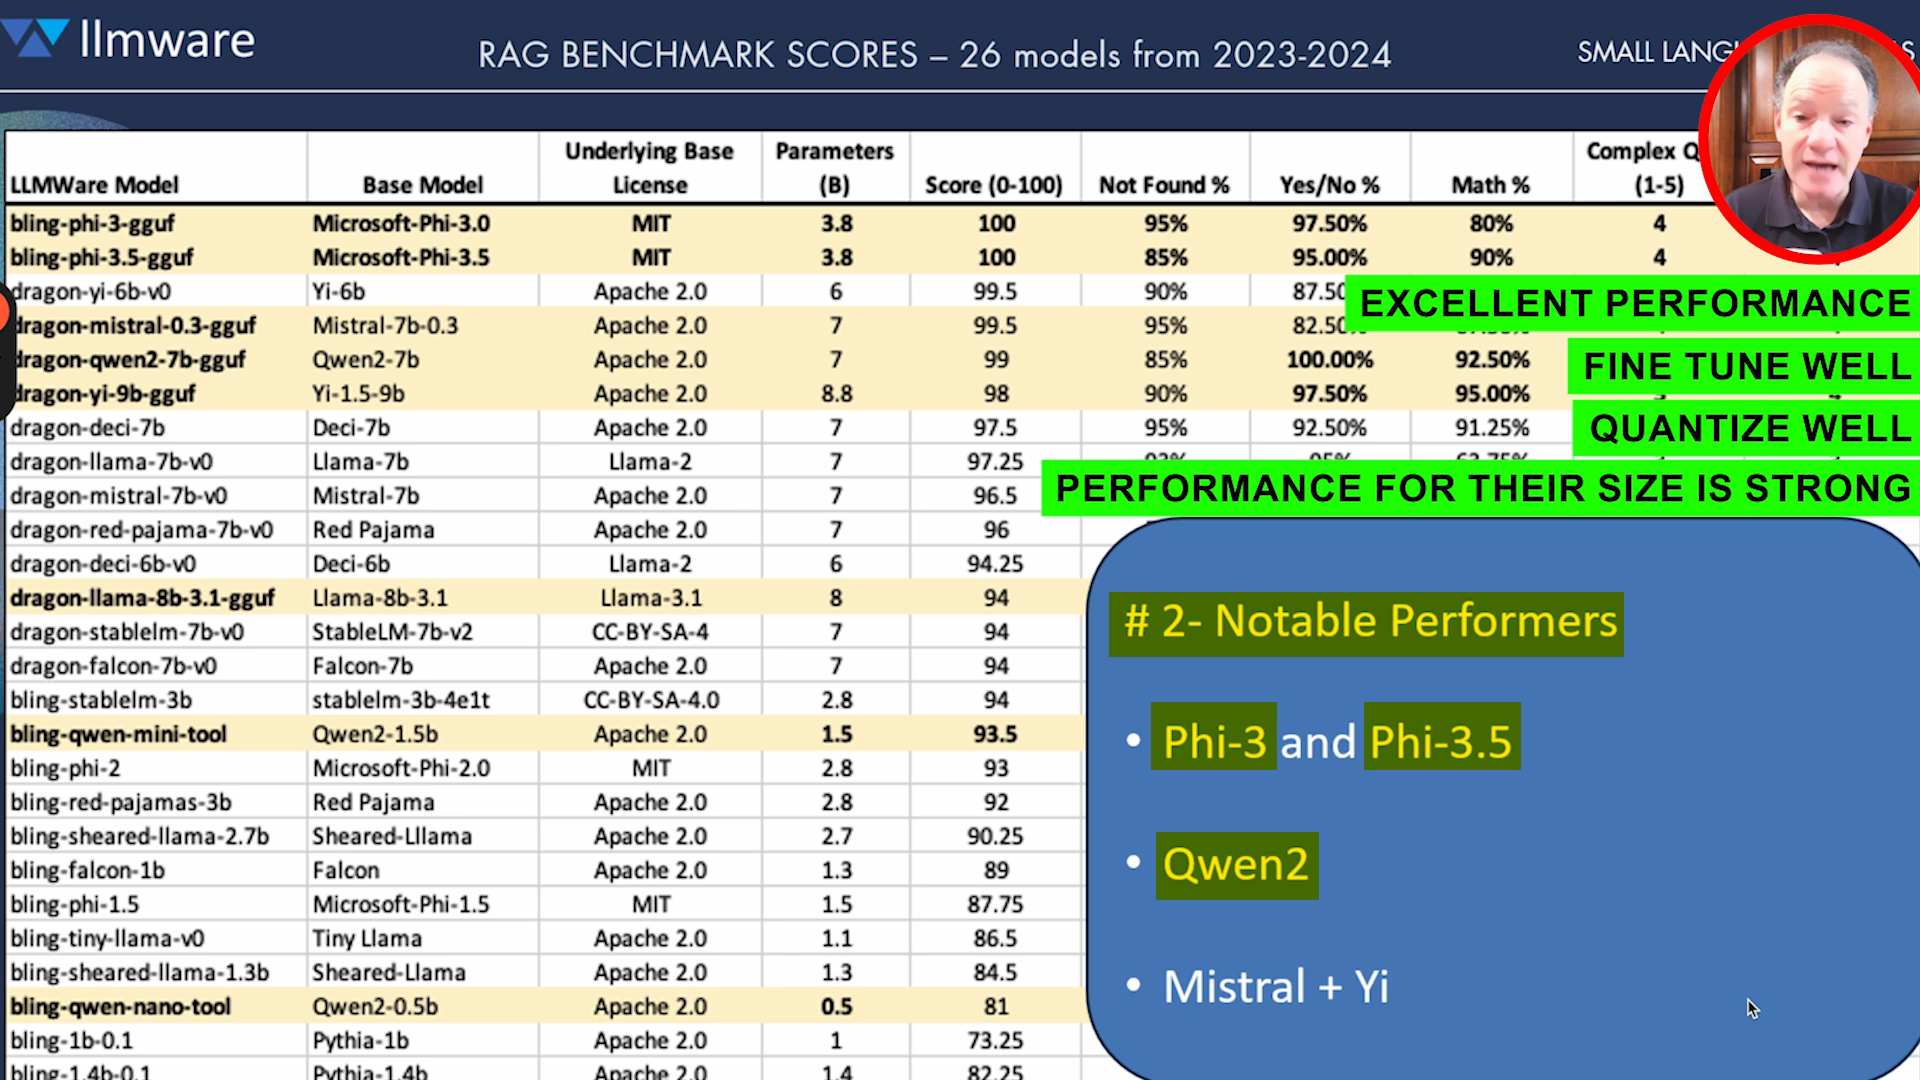 llmware
RAG BENCHMARK SCORES – 26 models from 2023-2024
SMALL LANG
LLMWare Model Base Model Underlying Base License Parameters (B) Score (0-100) Not Found % Yes/No % Math % Complex Q (1-5)
bling-phi-3-gguf Microsoft-Phi-3.0 MIT 3.8 100 95% 97.50% 80% 4
bling-phi-3.5-gguf Microsoft-Phi-3.5 MIT 3.8 100 85% 95.00% 90% 4
dragon-yi-6b-v0 Yi-6b Apache 2.0 6 99.5 90% 87.50
dragon-mistral-0.3-gguf Mistral-7b-0.3 Apache 2.0 7 99.5 95% 82.50
dragon-qwen2-7b-gguf Qwen2-7b Apache 2.0 7 99 85% 100.00% 92.50%
dragon-yi-9b-gguf Yi-1.5-9b Apache 2.0 8.8 98 90% 97.50% 95.00%
dragon-deci-7b Deci-7b Apache 2.0 7 97.5 95% 92.50% 91.25%
dragon-llama-7b-v0 Llama-7b Llama-2 7 97.25
dragon-mistral-7b-v0 Mistral-7b Apache 2.0 7 96.5
dragon-red-pajama-7b-v0 Red Pajama Apache 2.0 7 96
dragon-deci-6b-v0 Deci-6b Llama-2 6 94.25
dragon-llama-8b-3.1-gguf Llama-8b-3.1 Llama-3.1 8 94
dragon-stablelm-7b-v0 StableLM-7b-v2 CC-BY-SA-4 7 94
dragon-falcon-7b-v0 Falcon-7b Apache 2.0 7 94
bling-stablelm-3b stablelm-3b-4e1t CC-BY-SA-4.0 2.8 94
bling-qwen-mini-tool Qwen2-1.5b Apache 2.0 1.5 93.5
bling-phi-2 Microsoft-Phi-2.0 MIT 2.8 93
bling-red-pajamas-3b Red Pajama Apache 2.0 2.8 92
bling-sheared-llama-2.7b Sheared-Lllama Apache 2.0 2.7 90.25
bling-falcon-1b Falcon Apache 2.0 1.3 89
bling-phi-1.5 Microsoft-Phi-1.5 MIT 1.5 87.75
bling-tiny-llama-v0 Tiny Llama Apache 2.0 1.1 86.5
bling-sheared-llama-1.3b Sheared-Llama Apache 2.0 1.3 84.5
bling-qwen-nano-tool Qwen2-0.5b Apache 2.0 0.5 81
bling-1b-0.1 Pythia-1b Apache 2.0 1 73.25
bling-1.4b-0.1 Pythia-1.4b Apache 2.0 1.4 82.25
EXCELLENT PERFORMANCE
FINE TUNE WELL
QUANTIZE WELL
PERFORMANCE FOR THEIR SIZE IS STRONG
# 2- Notable Performers
• Phi-3 and Phi-3.5
• Qwen2
• Mistral + Yi